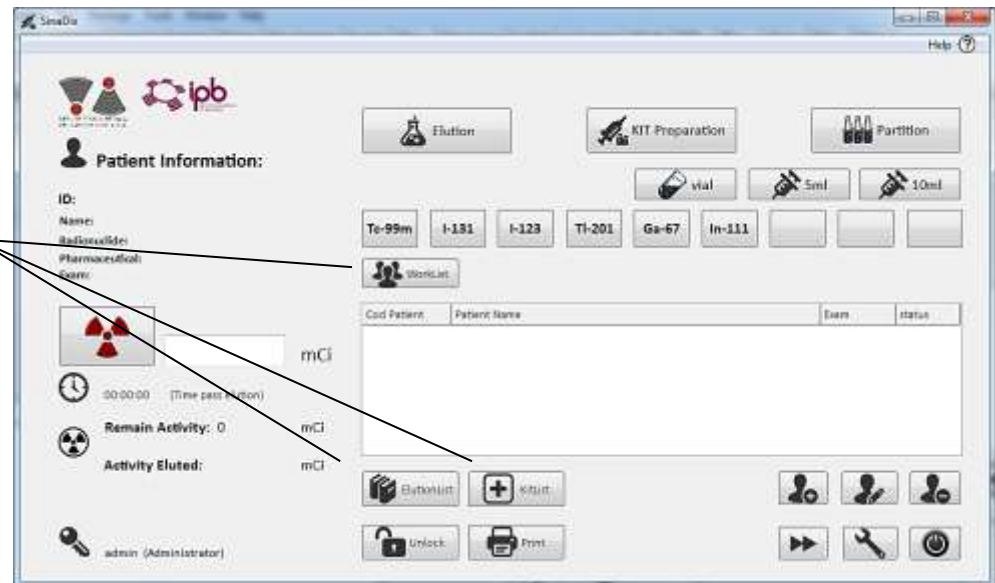 SinaDix
Help ?
ipb
Patient Information:
ID:
Name:
Radionuclide:
Pharmaceutical:
Exam:
mCi
00:00:00 (Time pass elution)
Remain Activity: 0 mCi
Activity Eluted: mCi
admin (Administrator)
Elution KIT Preparation Partition
vial 5ml 10ml
Tc-99m I-131 I-123 Tl-201 Ga-67 In-111
WorkList
Cod Patient Patient Name Exam status
ElutionList KitList
Unlock Print